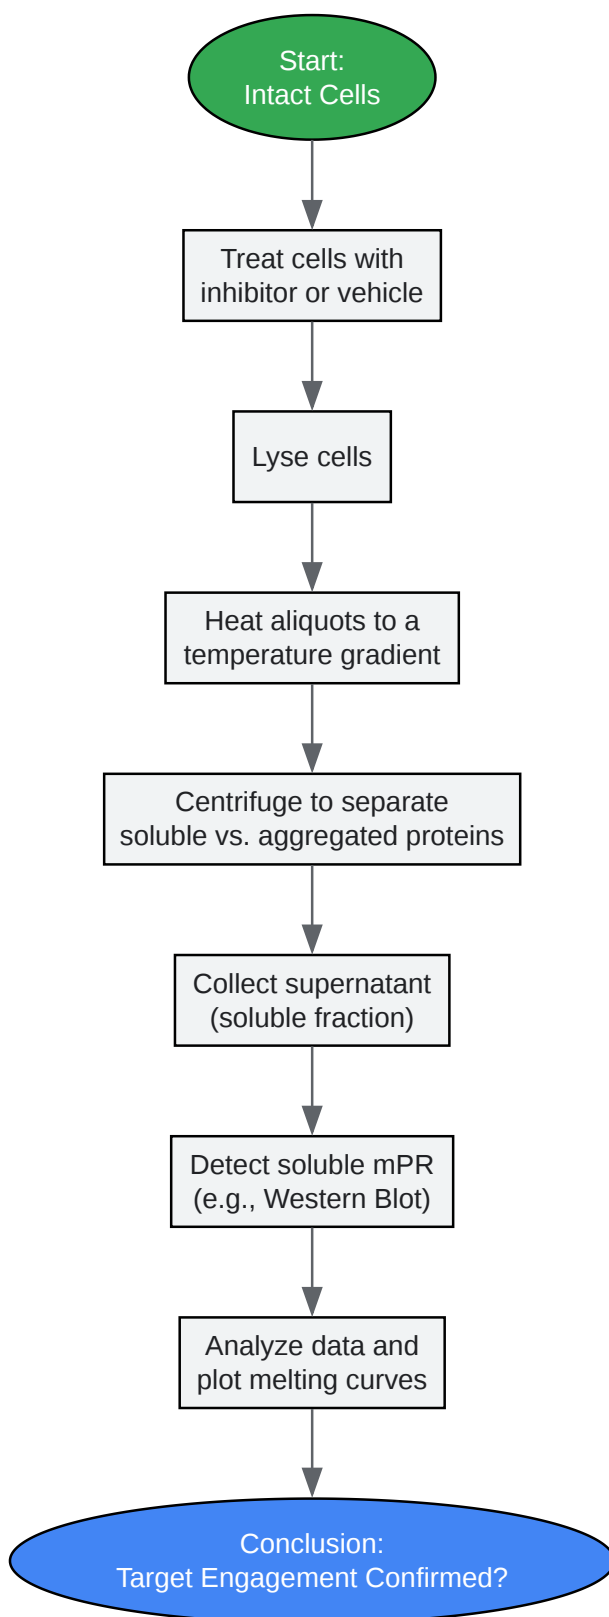 Start:
Intact Cells
Treat cells with
inhibitor or vehicle
Lyse cells
Heat aliquots to a
temperature gradient
Centrifuge to separate
soluble vs. aggregated proteins
Collect supernatant
(soluble fraction)
Detect soluble mPR
(e.g., Western Blot)
Analyze data and
plot melting curves
Conclusion:
Target Engagement Confirmed?